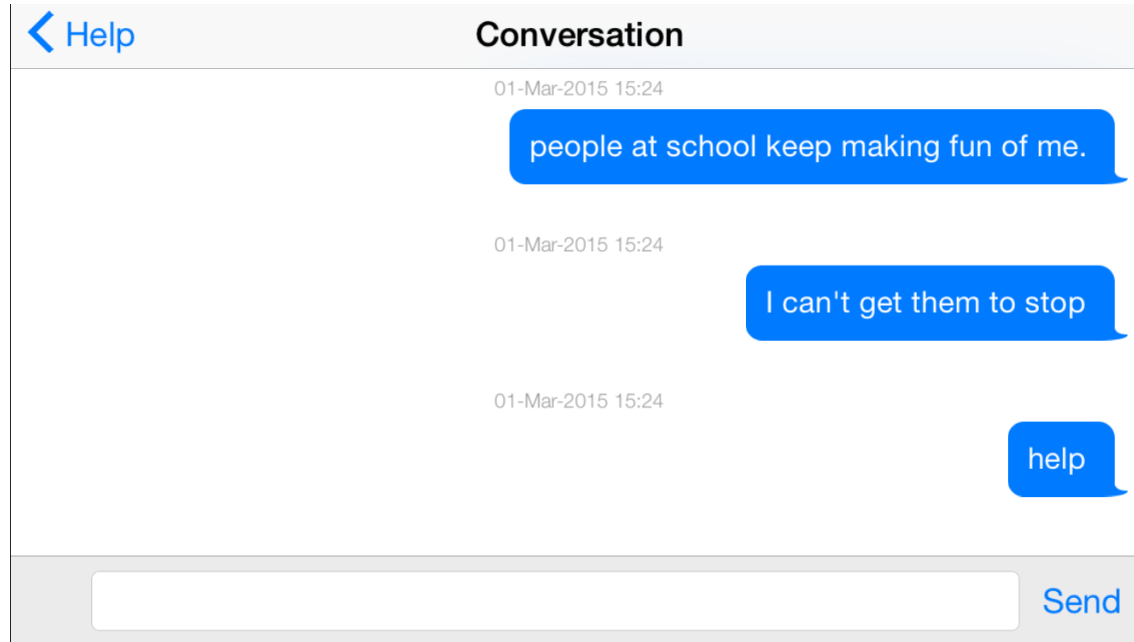 Help Conversation
01-Mar-2015 15:24
people at school keep making fun of me.
01-Mar-2015 15:24
I can't get them to stop
01-Mar-2015 15:24
help
Send